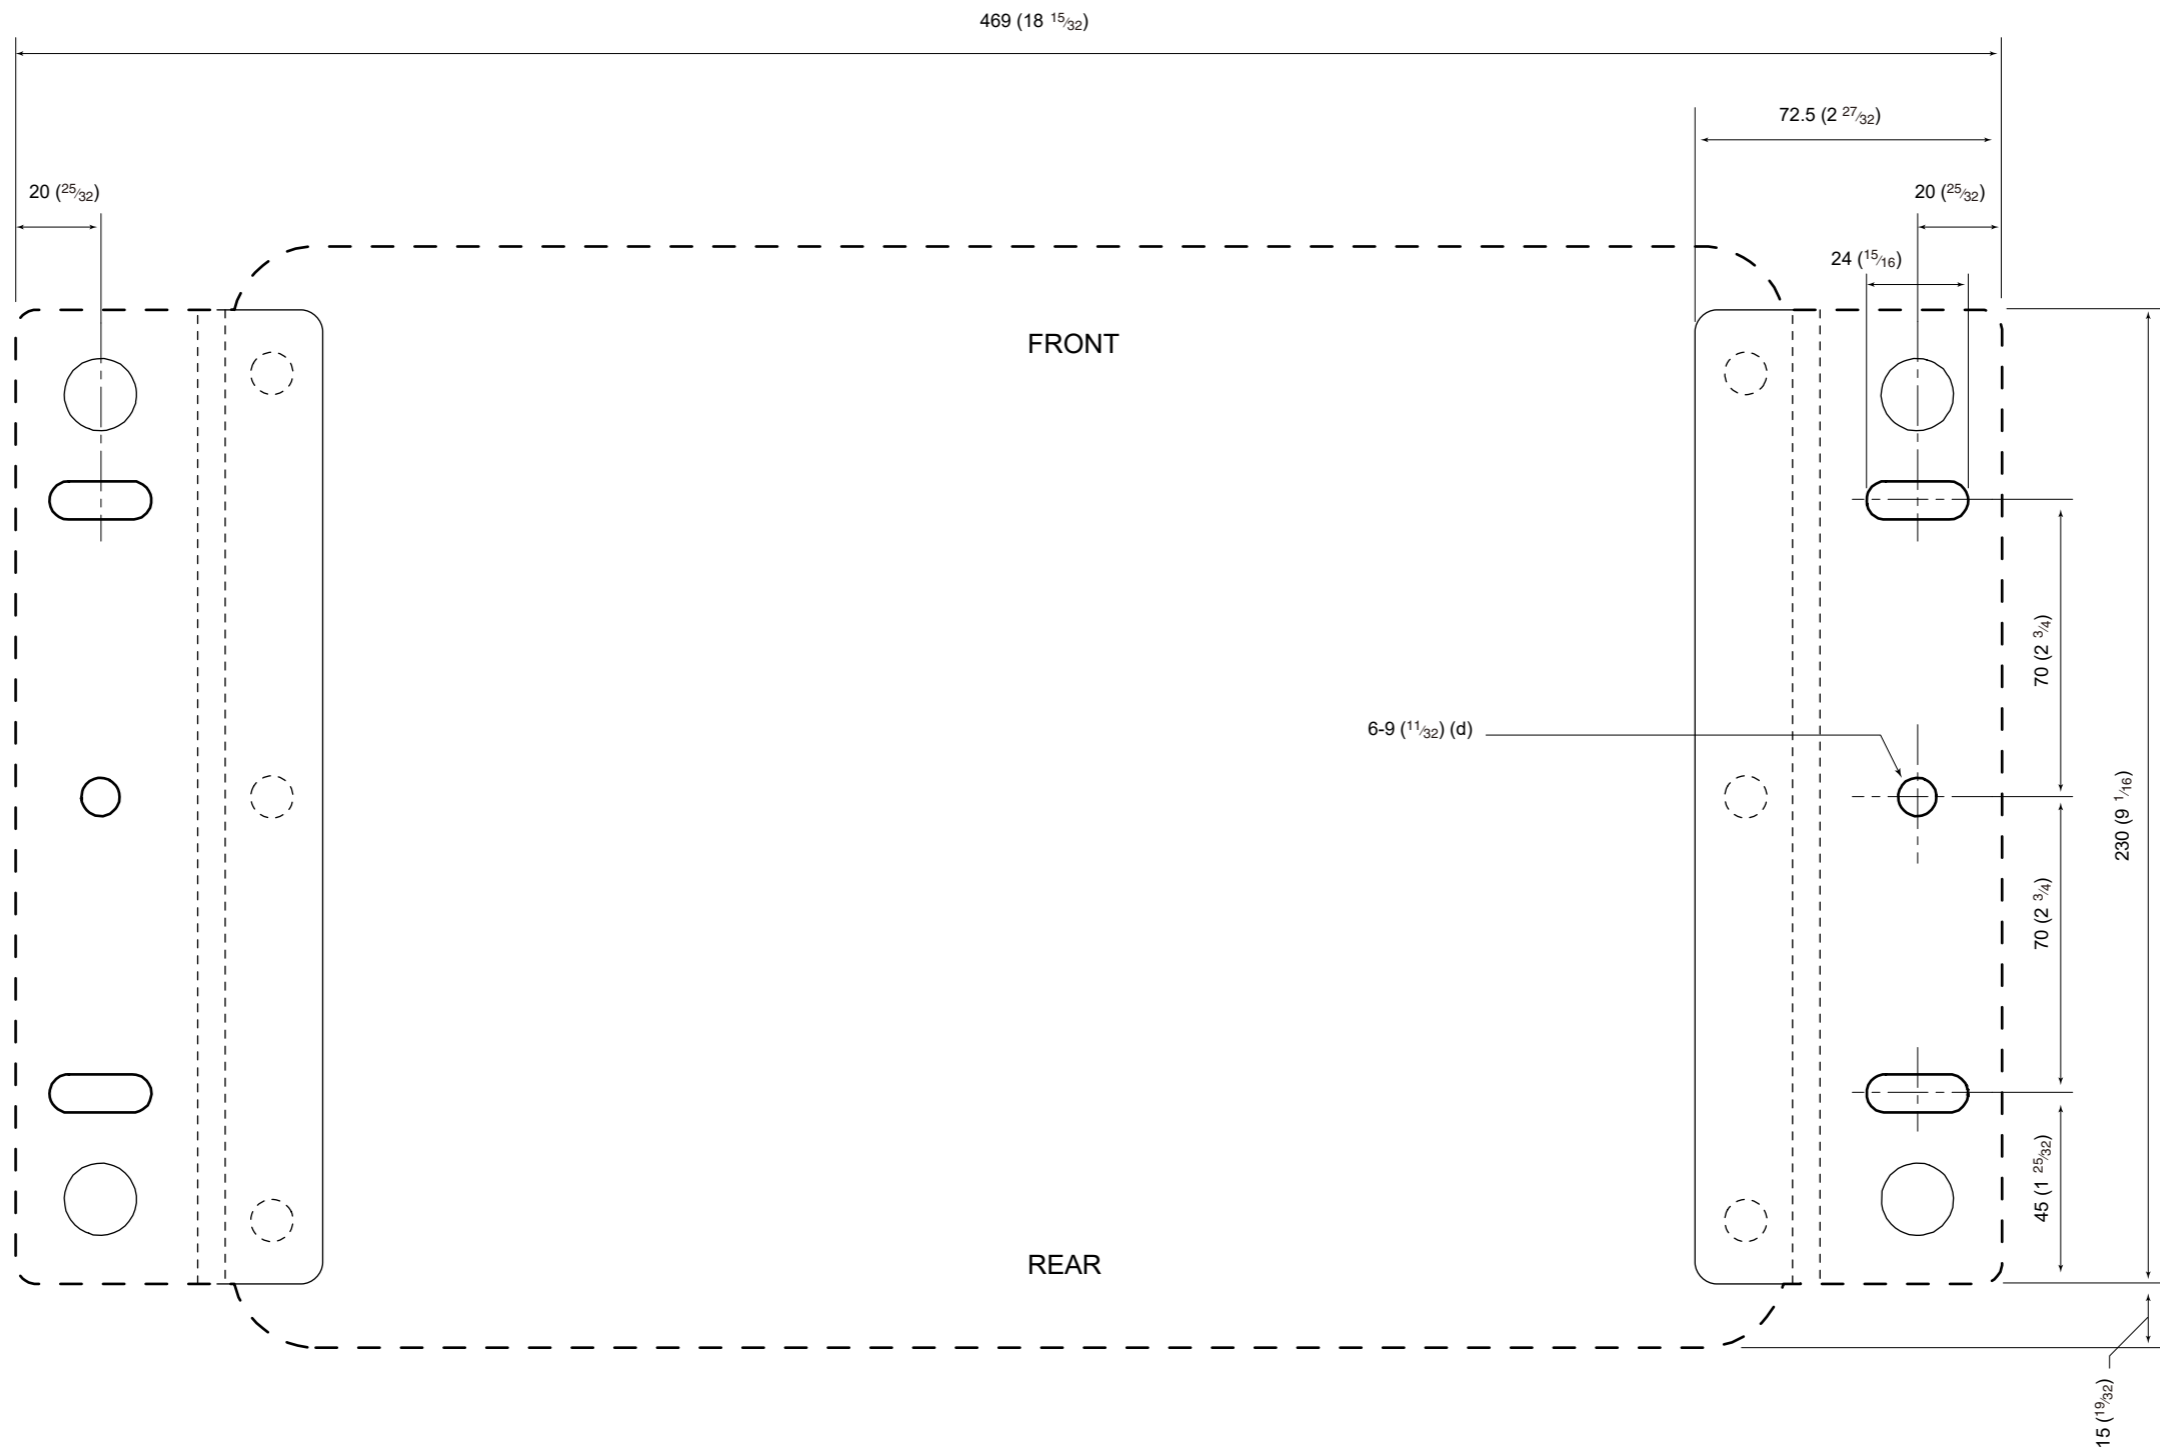 469 (18 15/32)
72.5 (2 27/32)
20 (25/32)
20 (25/32)
24 (15/16)
FRONT
70 (2 3/4)
6-9 (11/32) (d)
230 (9 1/16)
70 (2 3/4)
45 (1 25/32)
REAR
15 (19/32)